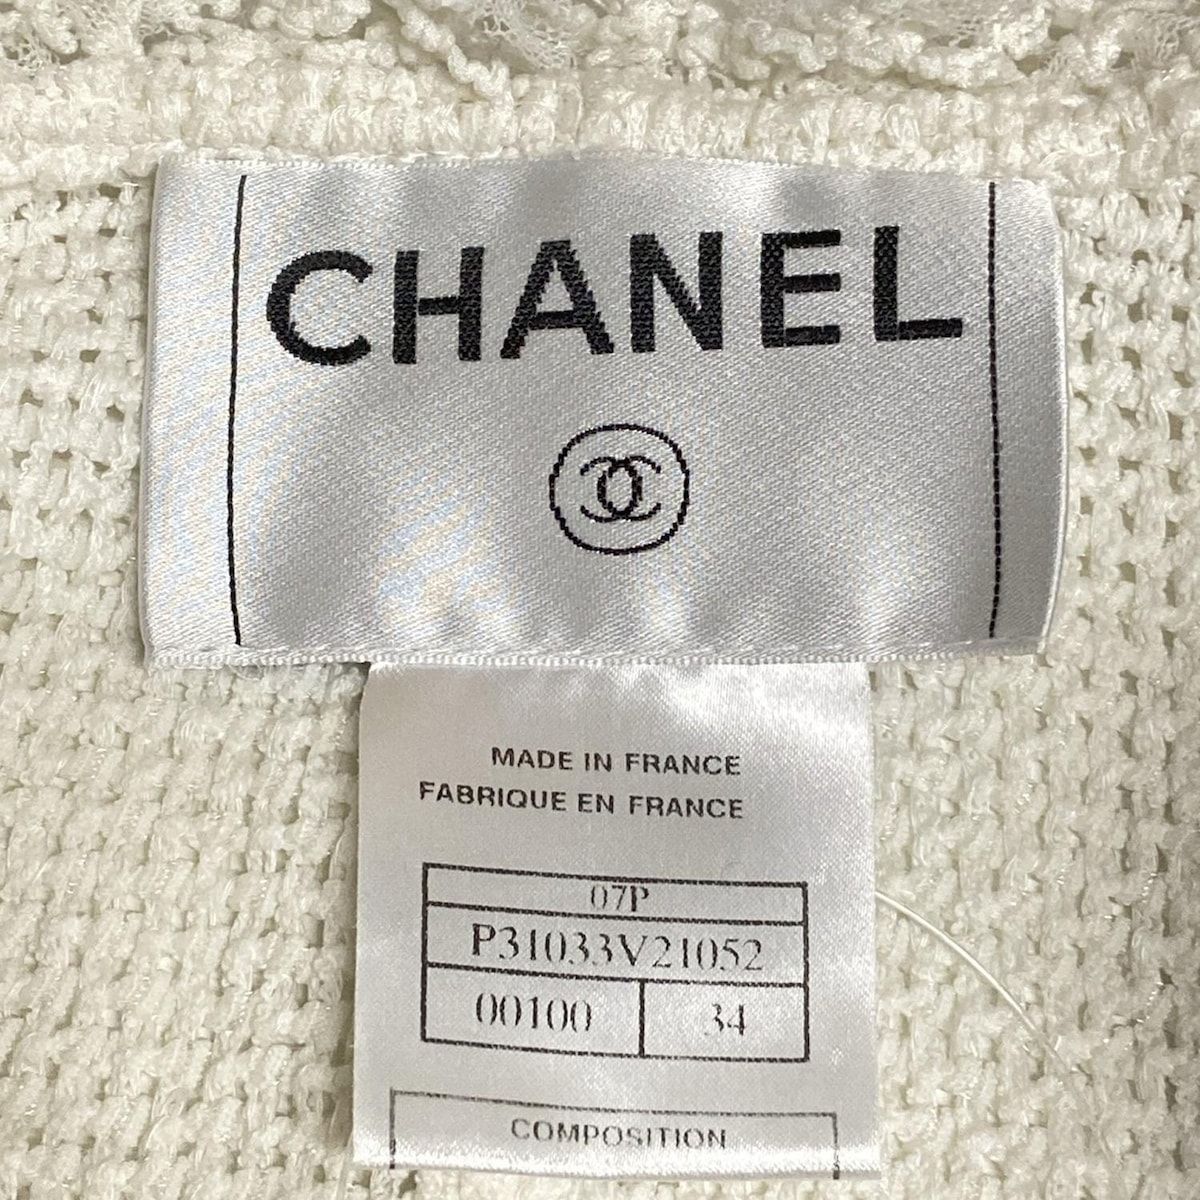 CHANEL
MADE IN FRANCE
FABRIQUE EN FRANCE
07P
P31033V21052
00100 34
COMPOSITION